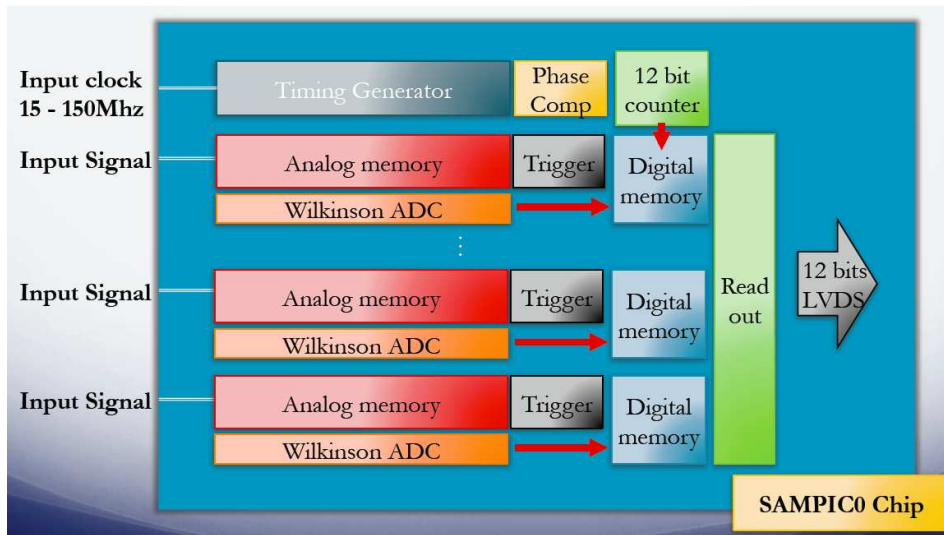 Input clock
15 - 150Mhz
Timing Generator
Phase
Comp
12 bit
counter
Input Signal
Analog memory
Trigger
Digital
memory
Wilkinson ADC
Input Signal
Analog memory
Trigger
Digital
memory
Wilkinson ADC
Read
out
12 bits
LVDS
Input Signal
Analog memory
Trigger
Digital
memory
Wilkinson ADC
SAMPIC0 Chip